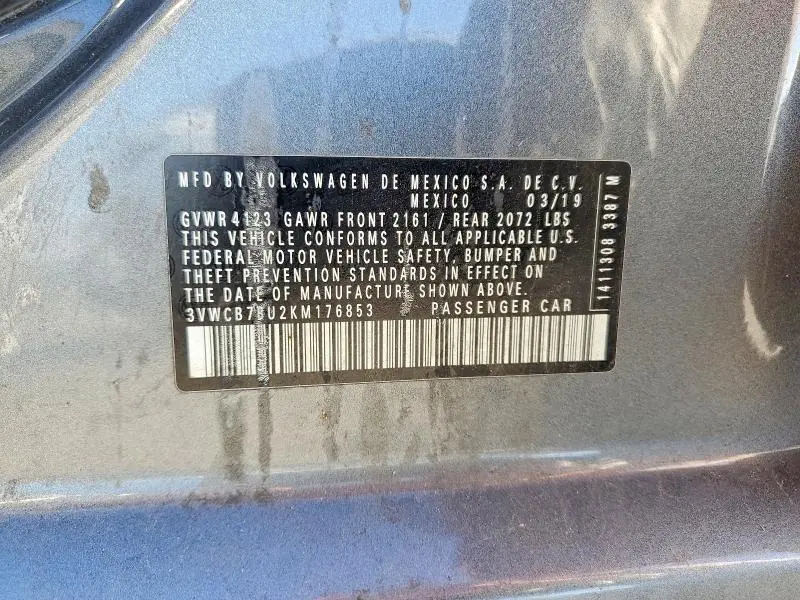 MFD BY VOLKSWAGEN DE MEXICO S.A. DE C.V.
MEXICO 03/19
GVWR 4123 GAWR FRONT 2161 / REAR 2072 LBS
THIS VEHICLE CONFORMS TO ALL APPLICABLE U.S.
FEDERAL MOTOR VEHICLE SAFETY, BUMPER AND
THEFT PREVENTION STANDARDS IN EFFECT ON
THE DATE OF MANUFACTURE SHOWN ABOVE.
PASSENGER CAR
1411308 3387 M